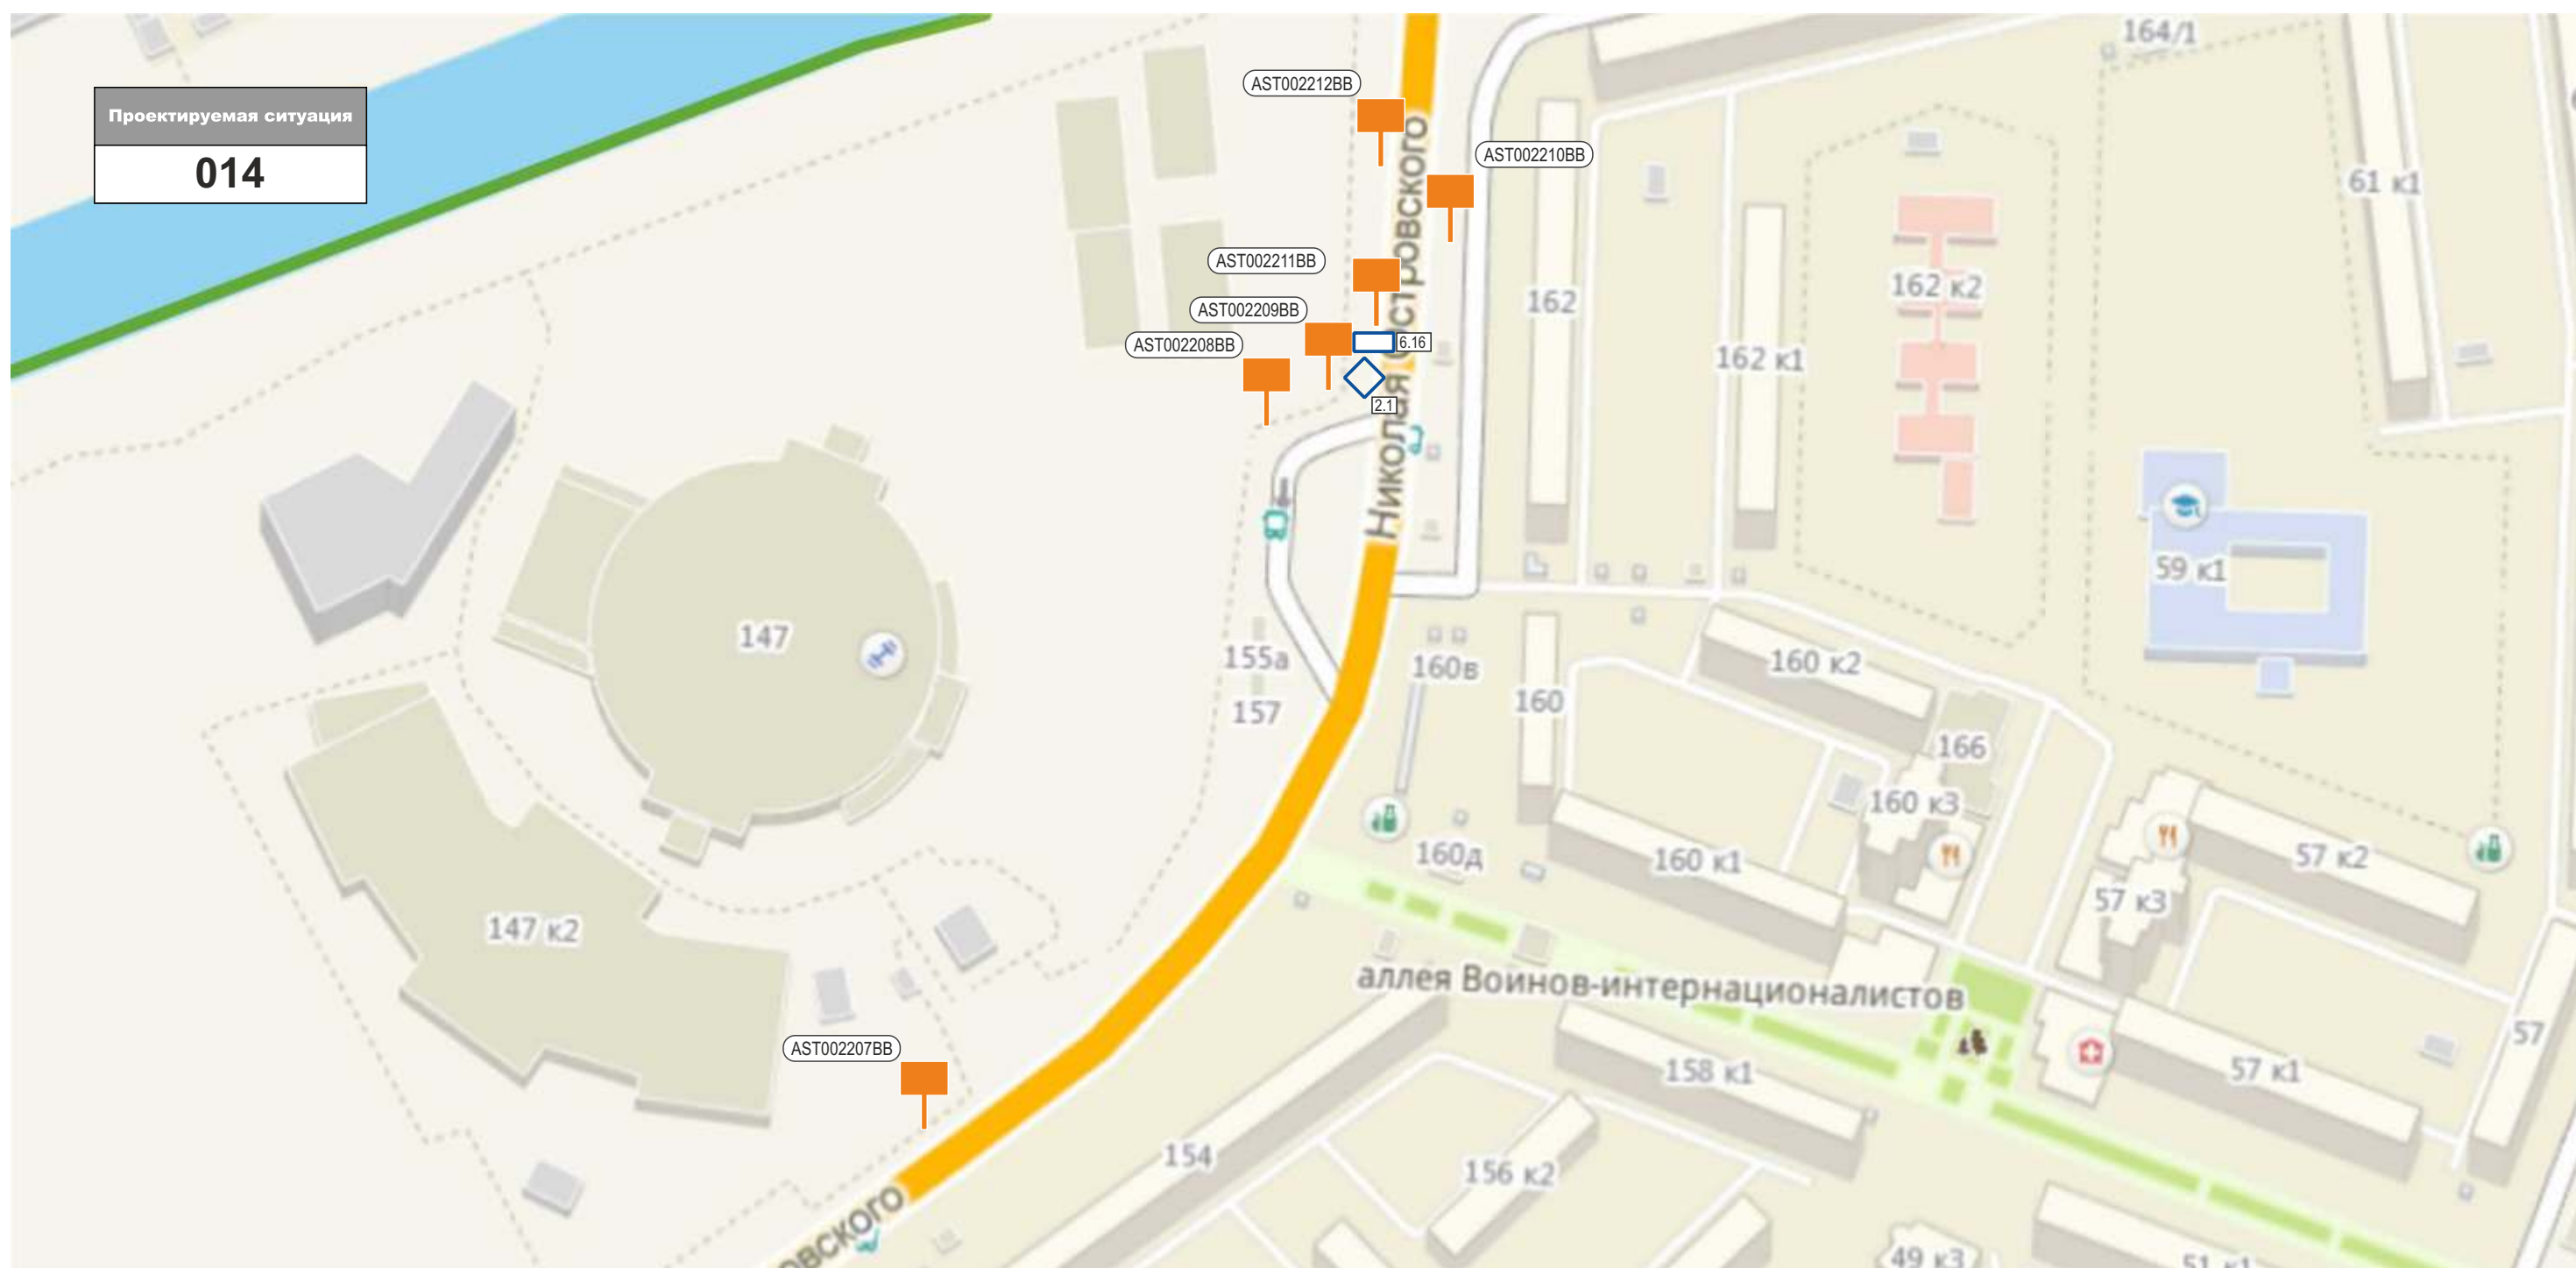 164/1
AST002212BB
Проектируемая ситуация
014
AST002210BB
61 к1
AST002211BB
162 к2
162
AST002209BB
AST002208BB
6.16
162 к1
2.1
Николая Островского
59 к1
147
155а
160в
160 к2
157
160
166
160 к3
160д
160 к1
57 к2
57 к3
147 к2
аллея Воинов-интернационалистов
57
AST002207BB
158 к1
57 к1
154
156 к2
овского
49 к3
51 к1